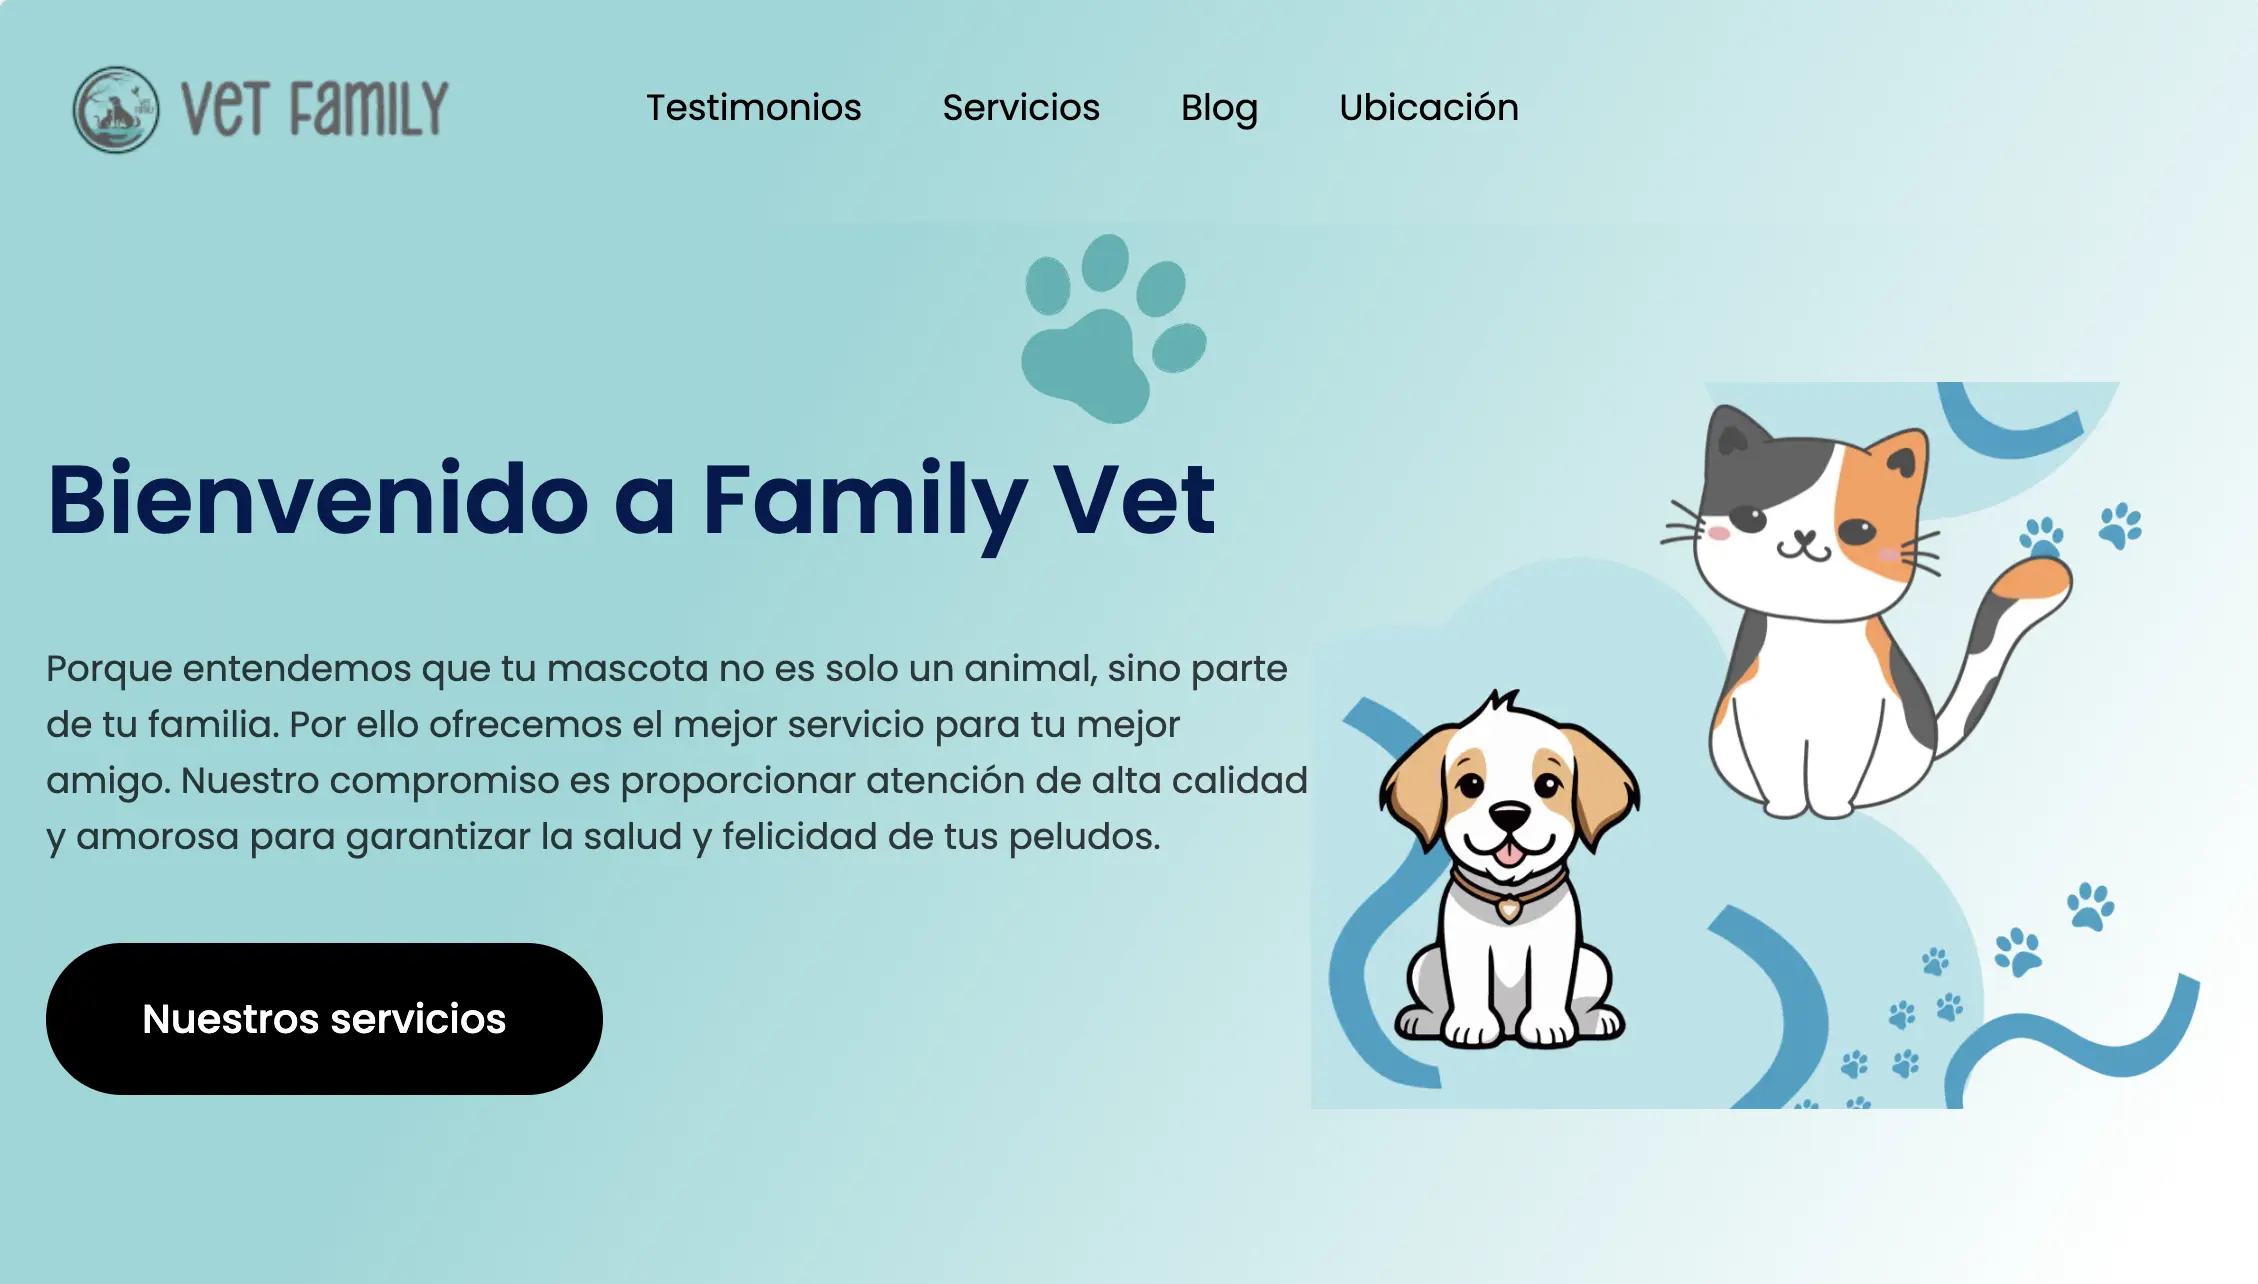 VET FAMILY
Testimonios
Servicios
Blog
Ubicación
Bienvenido a Family Vet
Porque entendemos que tu mascota no es solo un animal, sino parte
de tu familia. Por ello ofrecemos el mejor servicio para tu mejor
amigo. Nuestro compromiso es proporcionar atención de alta calidad
y amorosa para garantizar la salud y felicidad de tus peludos.
Nuestros servicios